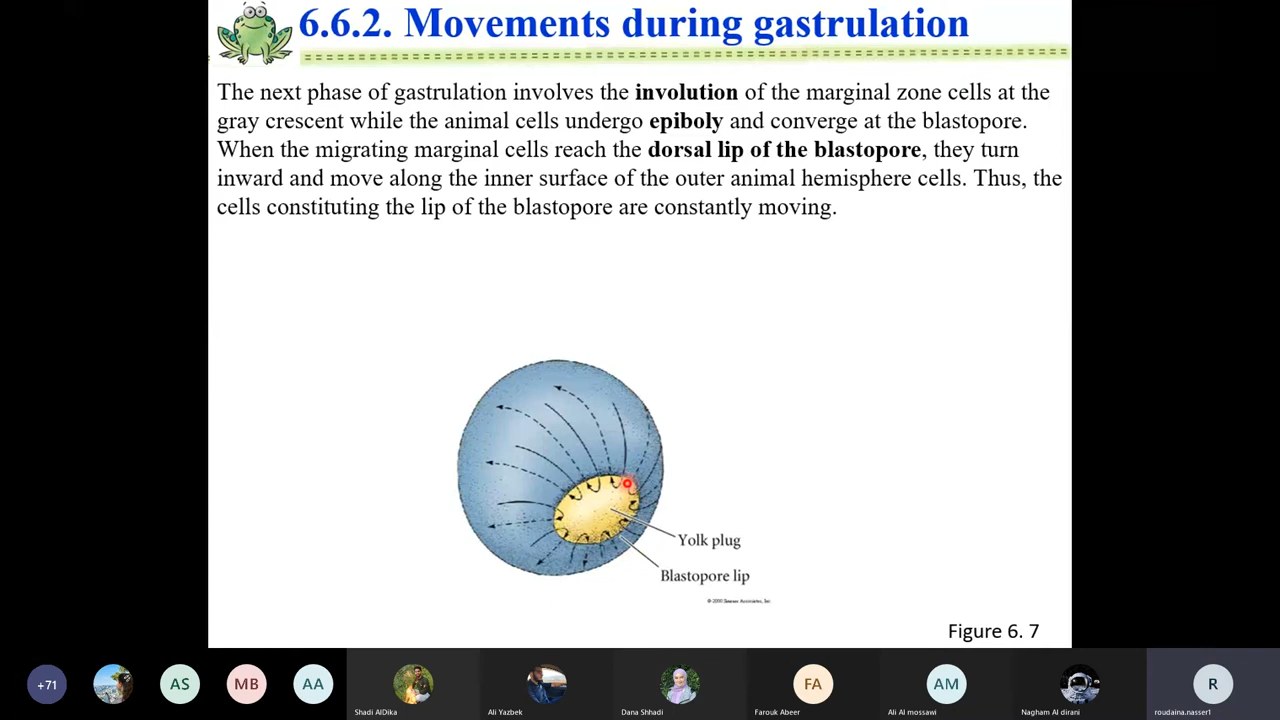 6.6.2. Movements during gastrulation
The next phase of gastrulation involves the involution of the marginal zone cells at the
gray crescent while the animal cells undergo epiboly and converge at the blastopore.
When the migrating marginal cells reach the dorsal lip of the blastopore, they turn
inward and move along the inner surface of the outer animal hemisphere cells. Thus, the
cells constituting the lip of the blastopore are constantly moving.
Yolk plug
Blastopore lip
Figure 6. 7
+71
AS
MB
AA
FA
AM
R
Shadi AlDika
Ali Yazbek
Dana Shhadi
Farouk Abeer
Ali Al mossawi
Nagham Al dirani
roudaina.nasser1